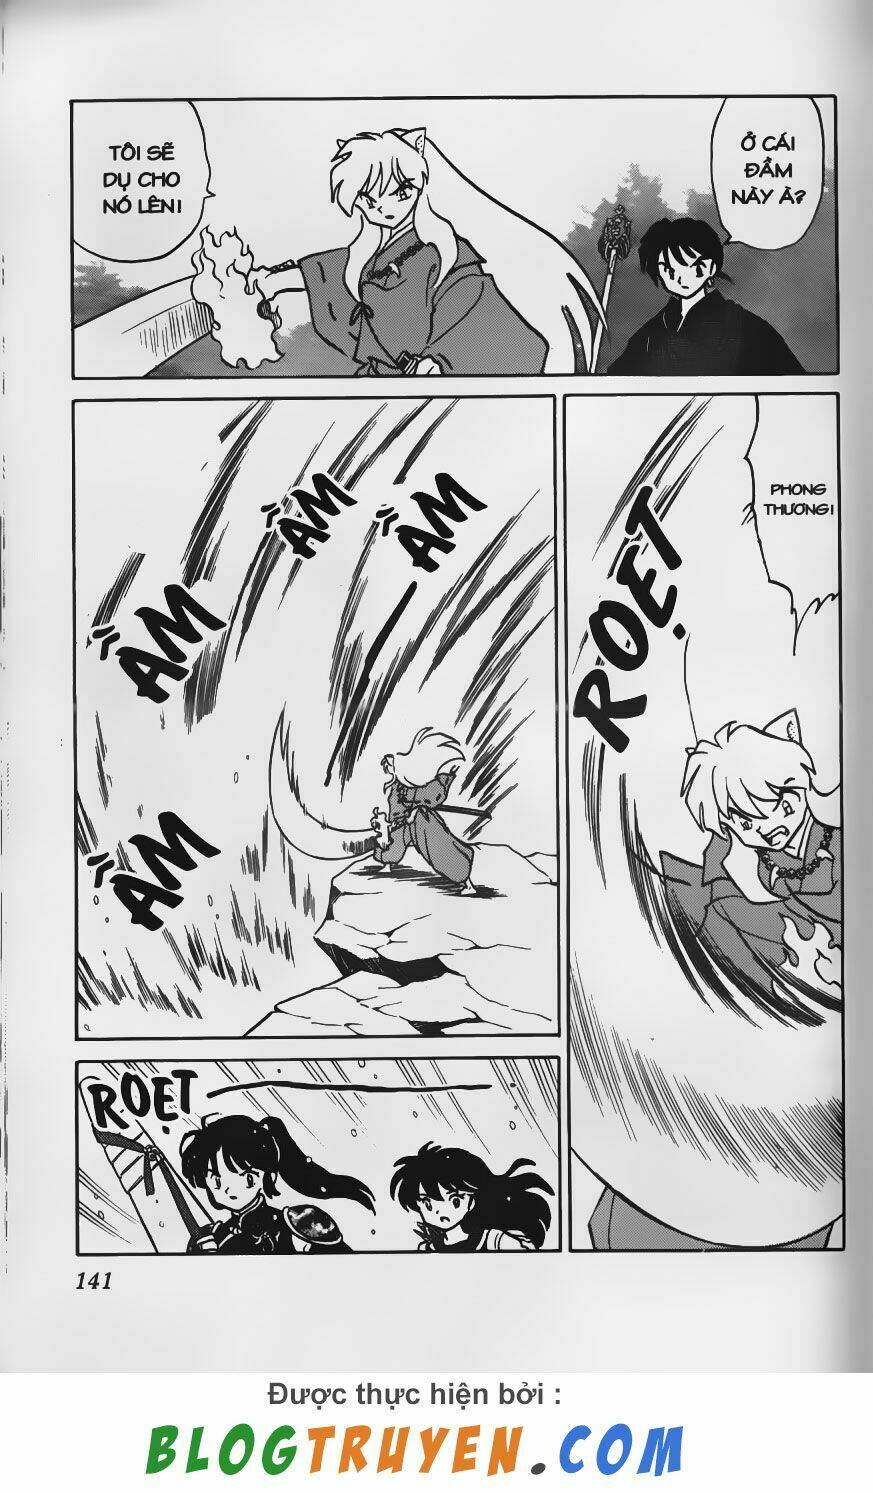 Ở CÁI
ĐẦM
NÀY À?
TÔI SẼ
DỤ CHO
NÓ LÊN!
PHONG
THƯƠNG!
ROẸT
ẦM
ẦM
ẦM
ẦM
ROẸT
141
Được thực hiện bởi :
BLOGTRUYEN.COM